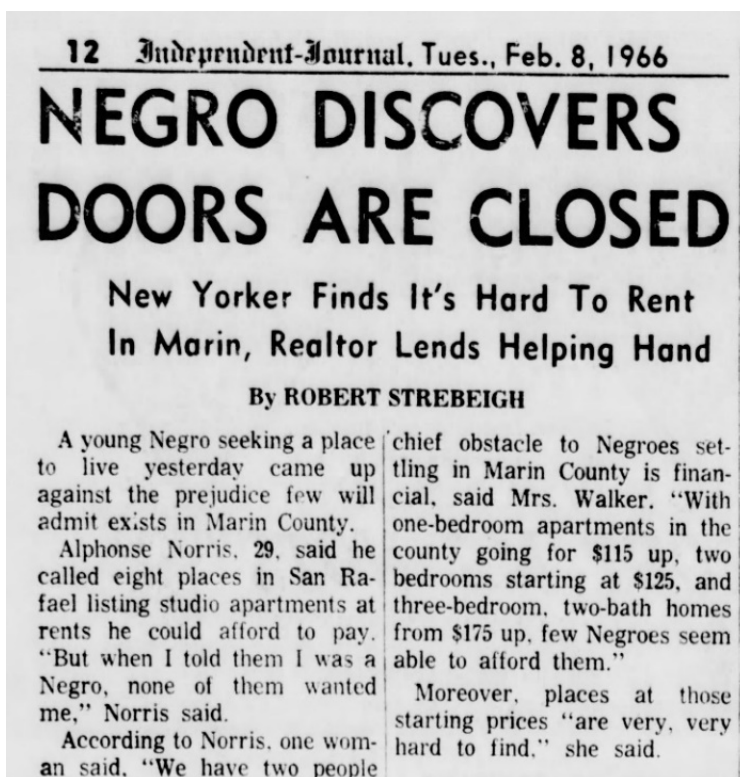 12 Independent-Journal, Tues., Feb. 8, 1966
NEGRO DISCOVERS
DOORS ARE CLOSED
New Yorker Finds It's Hard To Rent
In Marin, Realtor Lends Helping Hand
By ROBERT STREBEIGH
A young Negro seeking a place
to live yesterday came up
against the prejudice few will
admit exists in Marin County.
Alphonse Norris, 29, said he
called eight places in San Ra-
fael listing studio apartments at
rents he could afford to pay.
"But when I told them I was a
Negro, none of them wanted
me," Norris said.
According to Norris, one wom-
an said, "We have two people
chief obstacle to Negroes set-
tling in Marin County is finan-
cial, said Mrs. Walker. "With
one-bedroom apartments in the
county going for $115 up, two
bedrooms starting at $125, and
three-bedroom, two-bath homes
from $175 up, few Negroes seem
able to afford them."
Moreover, places at those
starting prices "are very, very
hard to find," she said.